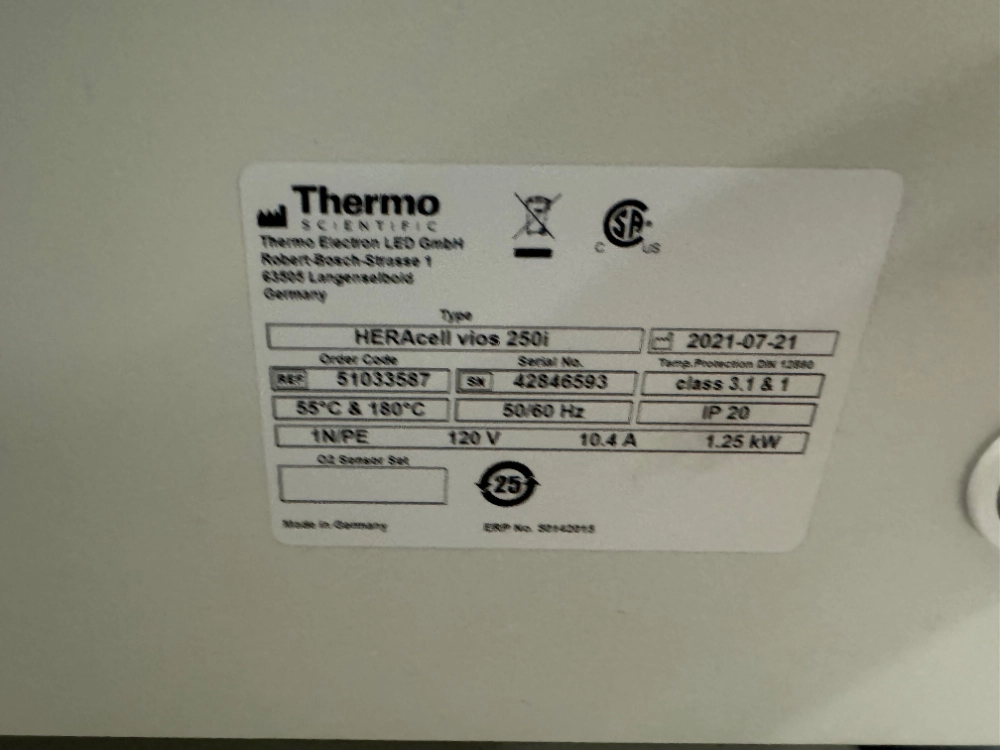 Thermo
SCIENTIFIC
Thermo Electron LED GmbH
Robert-Bosch-Strasse 1
63505 Langenselbold
Germany
C SA US
Type
HERAcell vios 250i
2021-07-21
Order Code Serial No. Temp.Protection DIN 12880
REF 51033587 SN 42846593 class 3.1 & 1
55°C & 180°C 50/60 Hz IP 20
1N/PE 120 V 10.4 A 1.25 kW
O2 Sensor Set
25
Made in Germany ERP No. 50142015